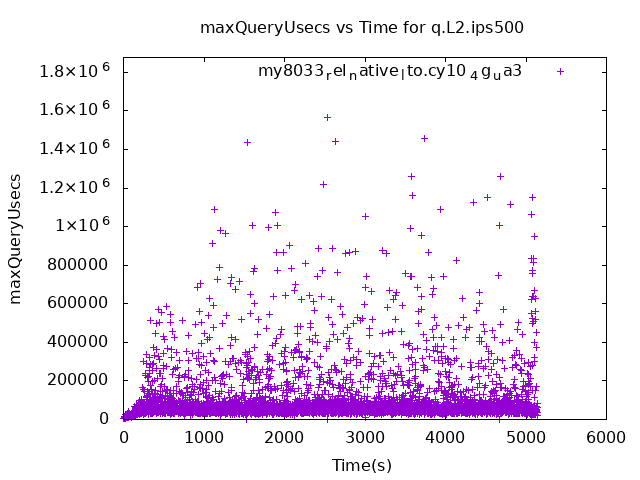 maxQueryUsecs vs Time for q.L2.ips500
my8033relnativelto.cy104gua3
maxQueryUsecs
1.8×10^6
1.6×10^6
1.4×10^6
1.2×10^6
1×10^6
800000
600000
400000
200000
0
0 1000 2000 3000 4000 5000 6000
Time(s)